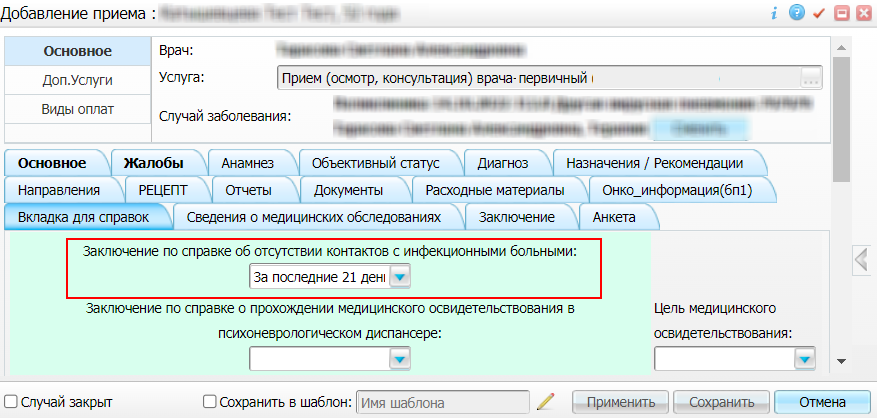 Добавление приема :
Основное
Доп.Услуги
Виды оплат
Врач:
Услуга: Прием (осмотр, консультация) врача- первичный ( ...
Случай заболевания:
Основное Жалобы Анамнез Объективный статус Диагноз Назначения / Рекомендации
Направления РЕЦЕПТ Отчеты Документы Расходные материалы Онко_информация(бп1)
Вкладка для справок Сведения о медицинских обследованиях Заключение Анкета
Заключение по справке об отсутствии контактов с инфекционными больными:
За последние 21 ден
Заключение по справке о прохождении медицинского освидетельствования в
психоневрологическом диспансере:
Цель медицинского
освидетельствования:
Случай закрыт Сохранить в шаблон: Имя шаблона Применить Сохранить Отмена